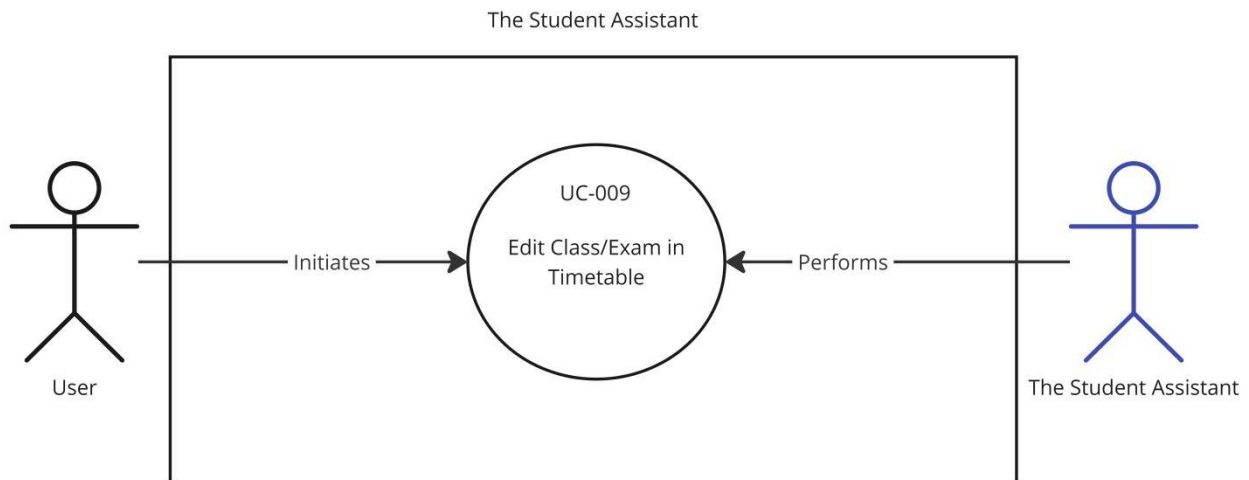 The Student Assistant
UC-009
Edit Class/Exam in
Timetable
Initiates
Performs
User
The Student Assistant